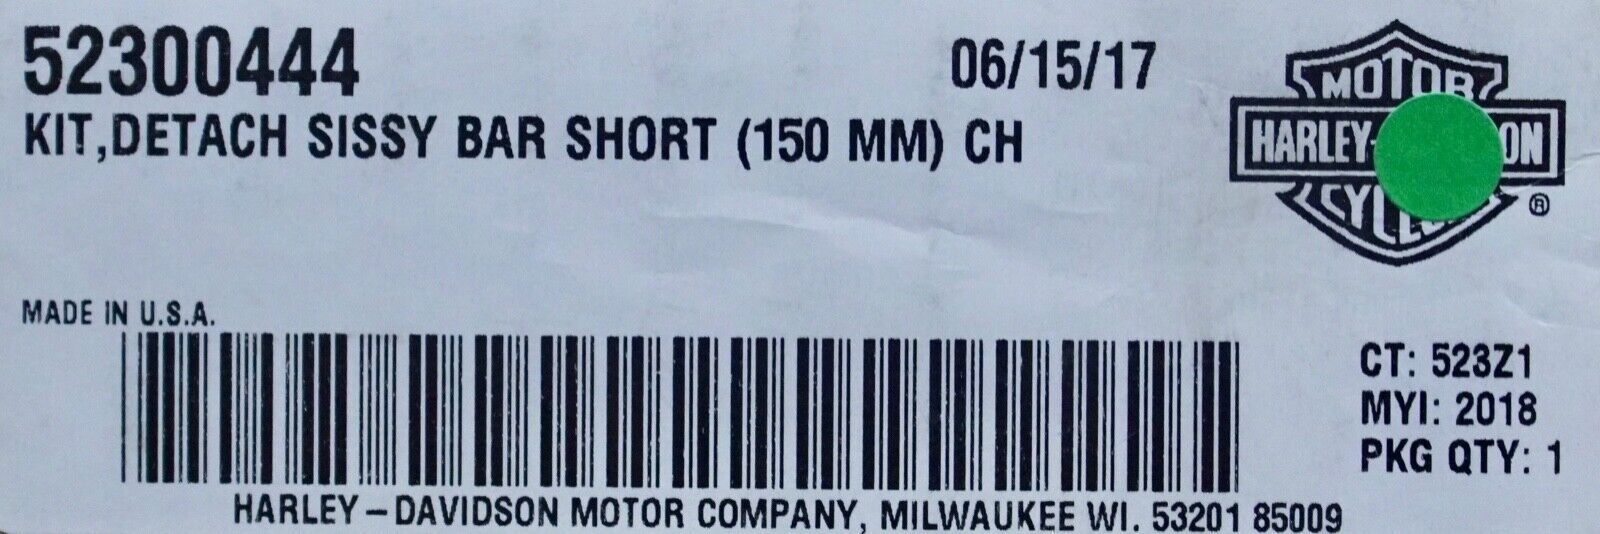 52300444
06/15/17
KIT,DETACH SISSY BAR SHORT (150 MM) CH
MOTOR
HARLEY-
ON
®
MADE IN U.S.A.
CT: 523Z1
MYI: 2018
PKG QTY: 1
HARLEY-DAVIDSON MOTOR COMPANY, MILWAUKEE WI. 53201 85009